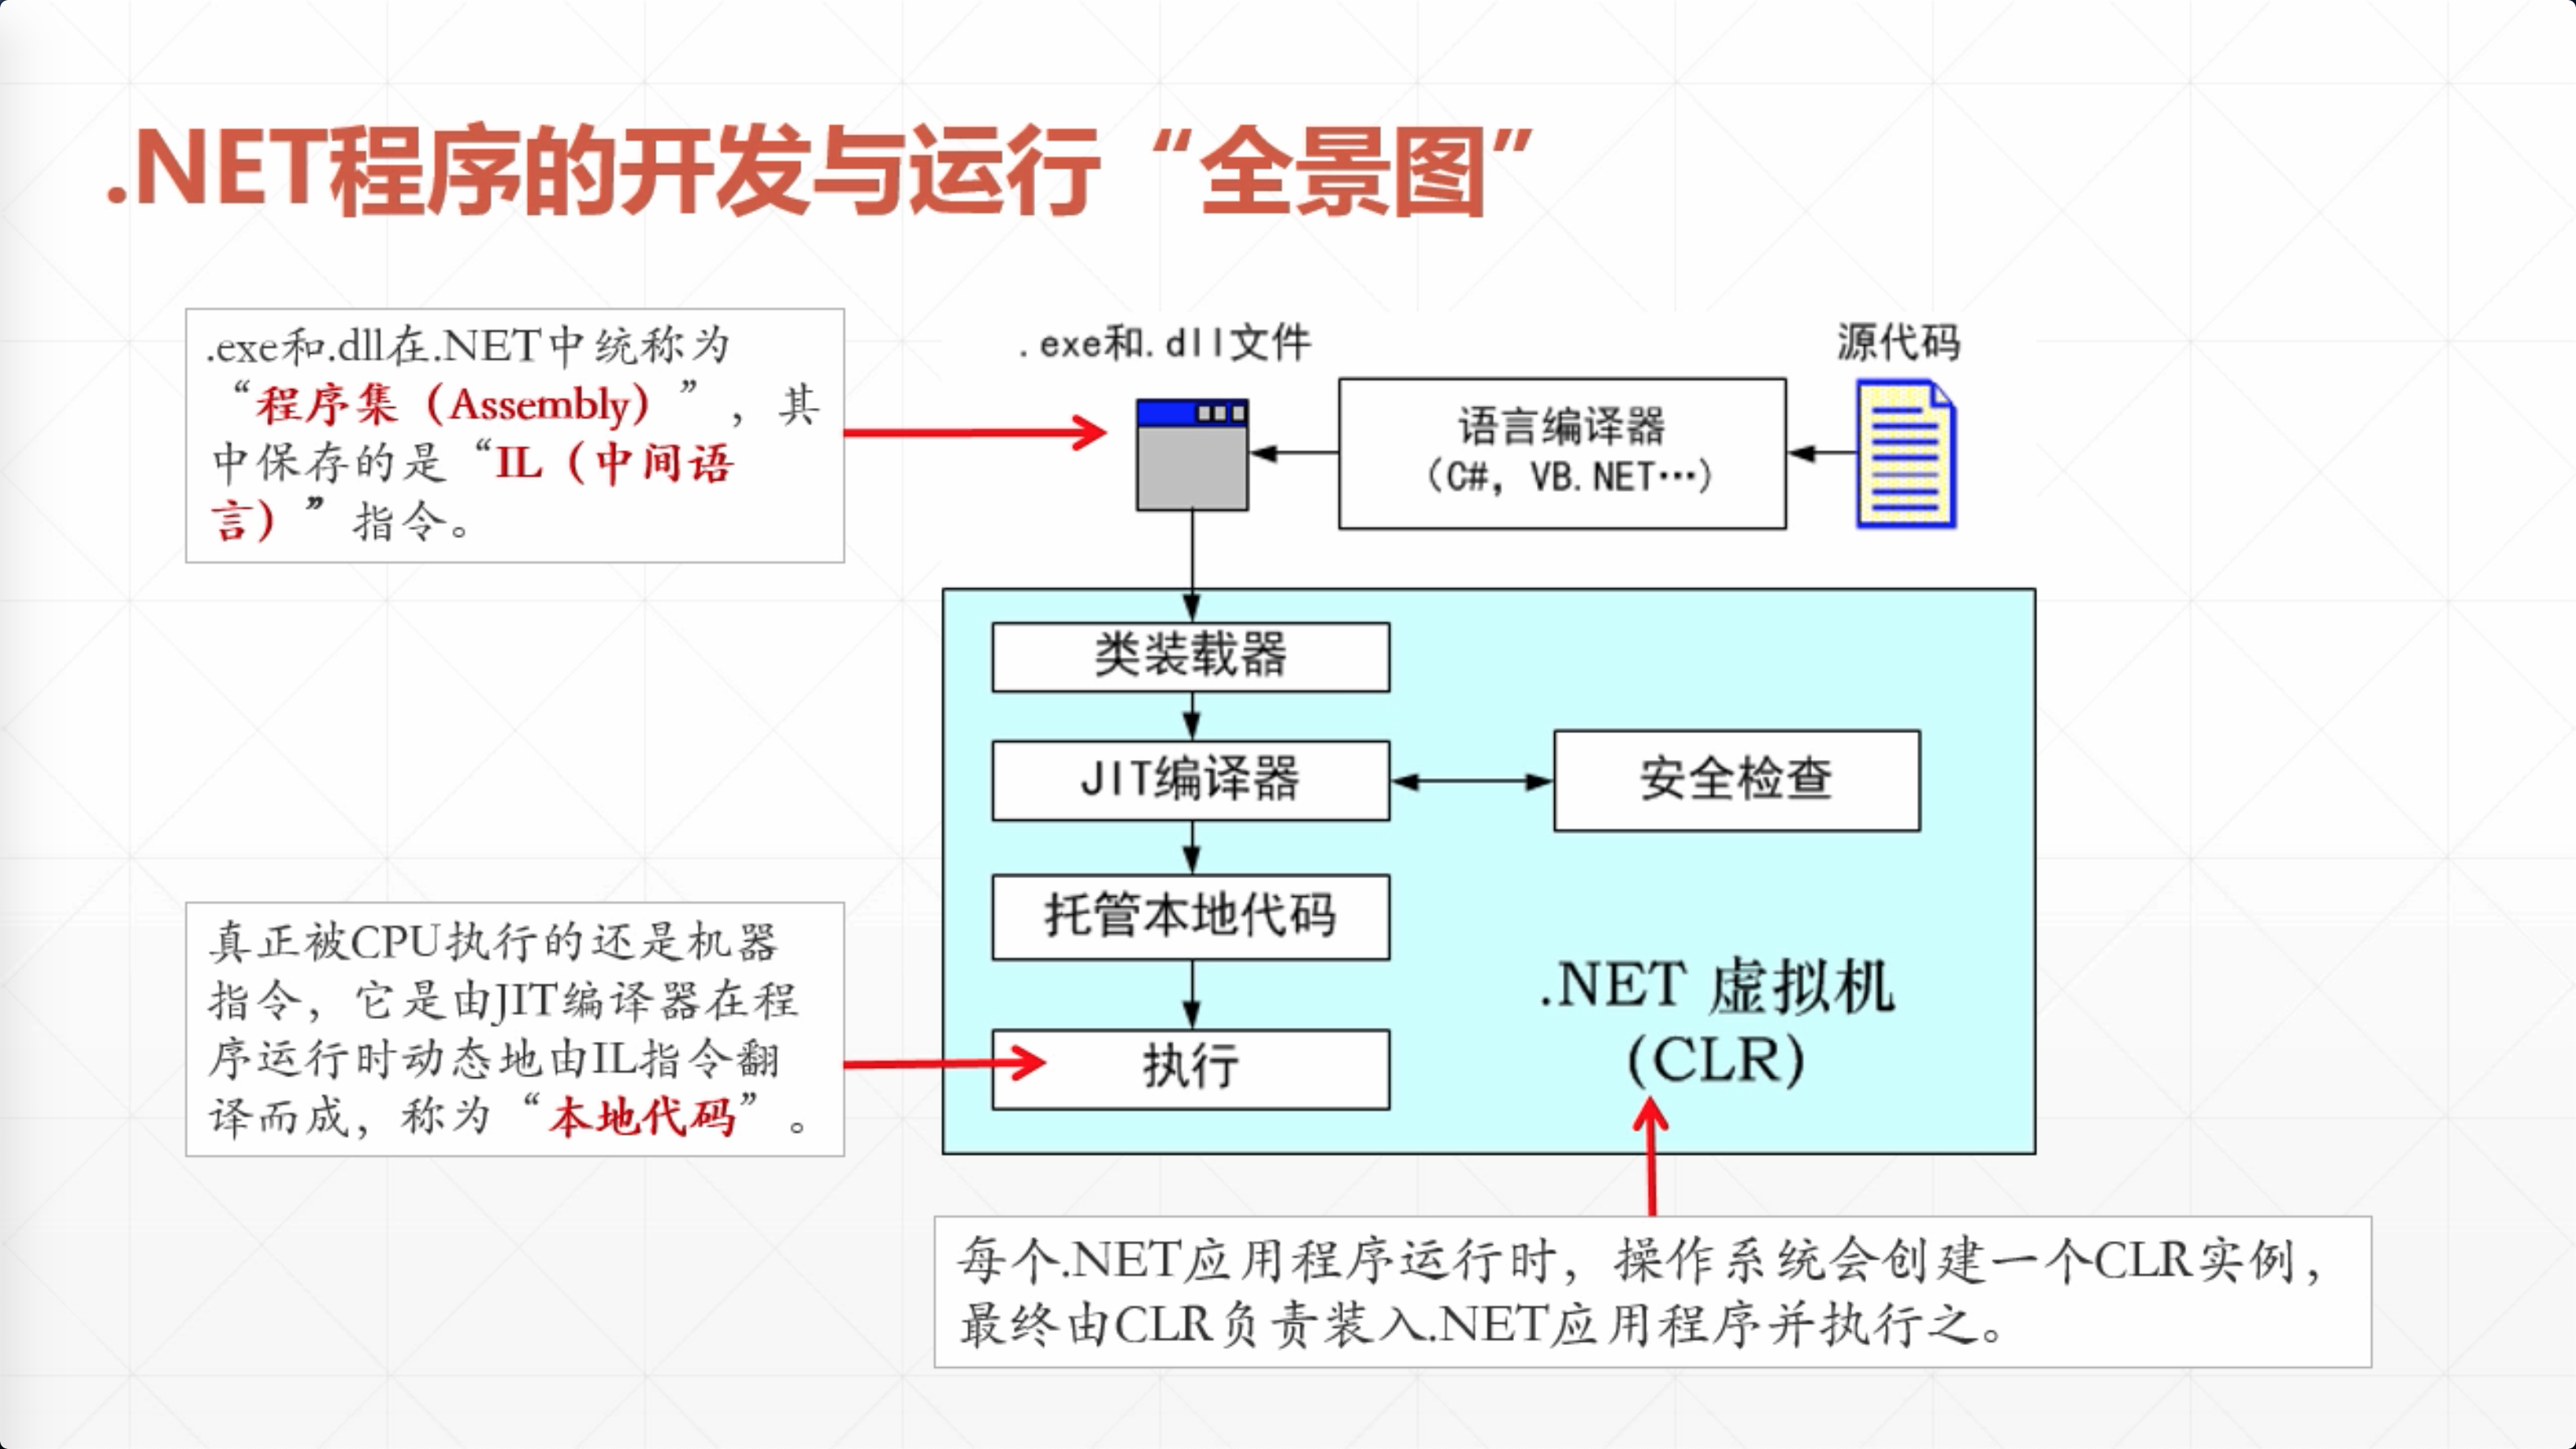 .NET程序的开发与运行“全景图”
.exe和.dll在.NET中统称为
“程序集（Assembly）”，其
中保存的是“IL（中间语
言）”指令。
.exe和.dll文件
源代码
语言编译器
（C#，VB.NET…）
类装载器
JIT编译器
安全检查
托管本地代码
执行
.NET 虚拟机
(CLR)
真正被CPU执行的还是机器
指令，它是由JIT编译器在程
序运行时动态地由IL指令翻
译而成，称为“本地代码”。
每个.NET应用程序运行时，操作系统会创建一个CLR实例，
最终由CLR负责装入.NET应用程序并执行之。